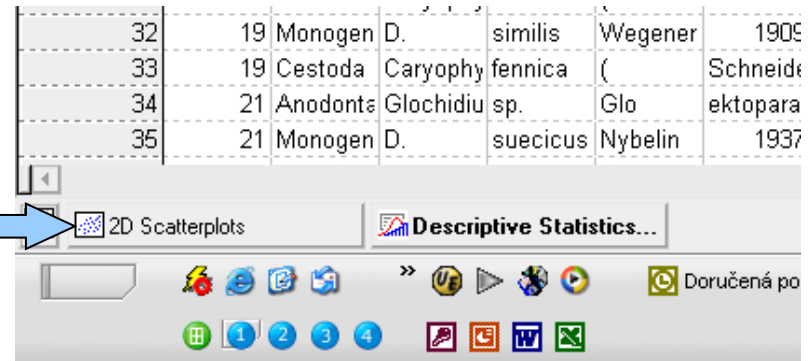 32 19 Monogen D. similis Wegener 1909
33 19 Cestoda Caryophy fennica ( Schneide
34 21 Anodonta Glochidiu sp. Glo ektopara
35 21 Monogen D. suecicus Nybelin 1937
2D Scatterplots Descriptive Statistics...
» UE Doručená po
1 2 3 4